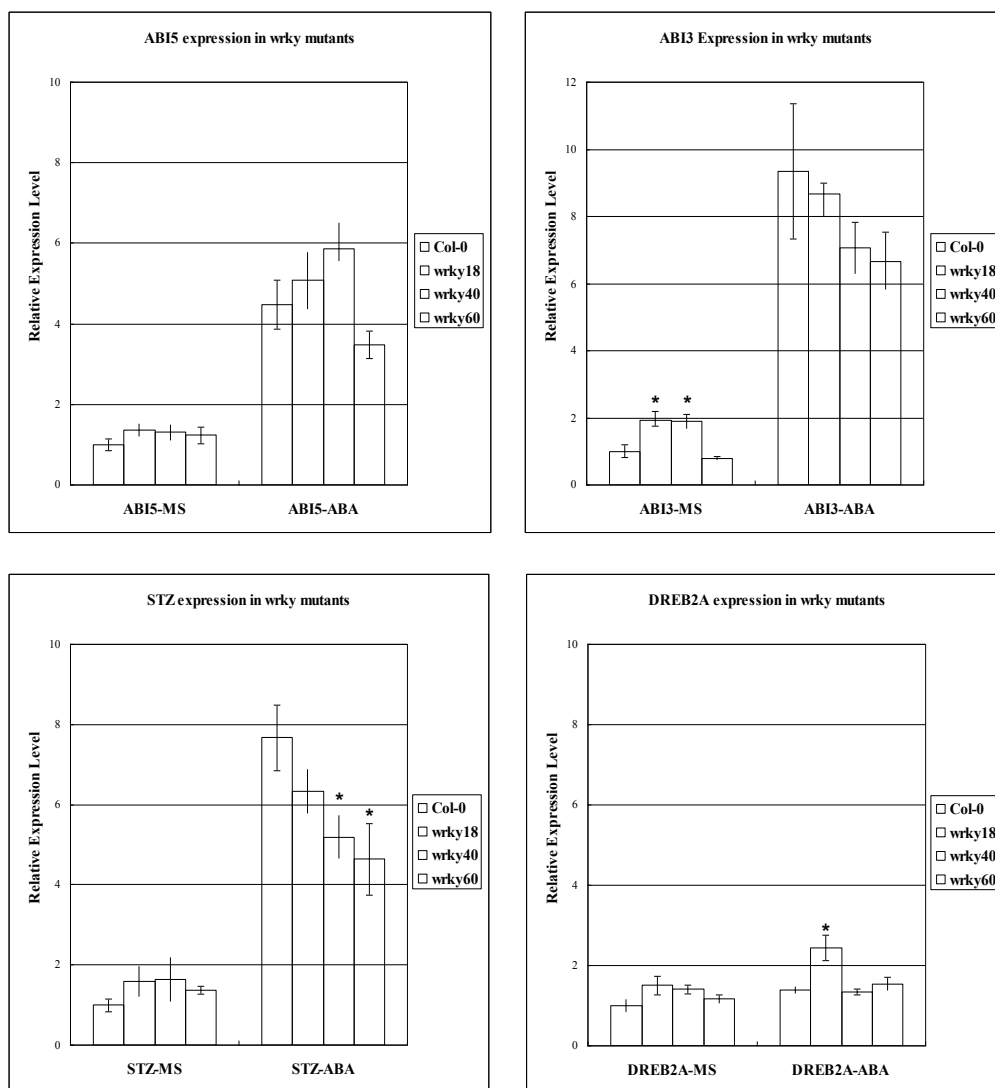 ABI5 expression in wrky mutants
Relative Expression Level
10
8
6
4
2
0
ABI5-MS ABI5-ABA
Col-0
wrky18
wrky40
wrky60
ABI3 Expression in wrky mutants
Relative Expression Level
12
10
8
6
4
2
0
* *
ABI3-MS ABI3-ABA
Col-0
wrky18
wrky40
wrky60
STZ expression in wrky mutants
Relative Expression Level
10
8
6
4
2
0
*
*
STZ-MS STZ-ABA
Col-0
wrky18
wrky40
wrky60
DREB2A expression in wrky mutants
Relative Expression Level
10
8
6
4
2
0
*
DREB2A-MS DREB2A-ABA
Col-0
wrky18
wrky40
wrky60